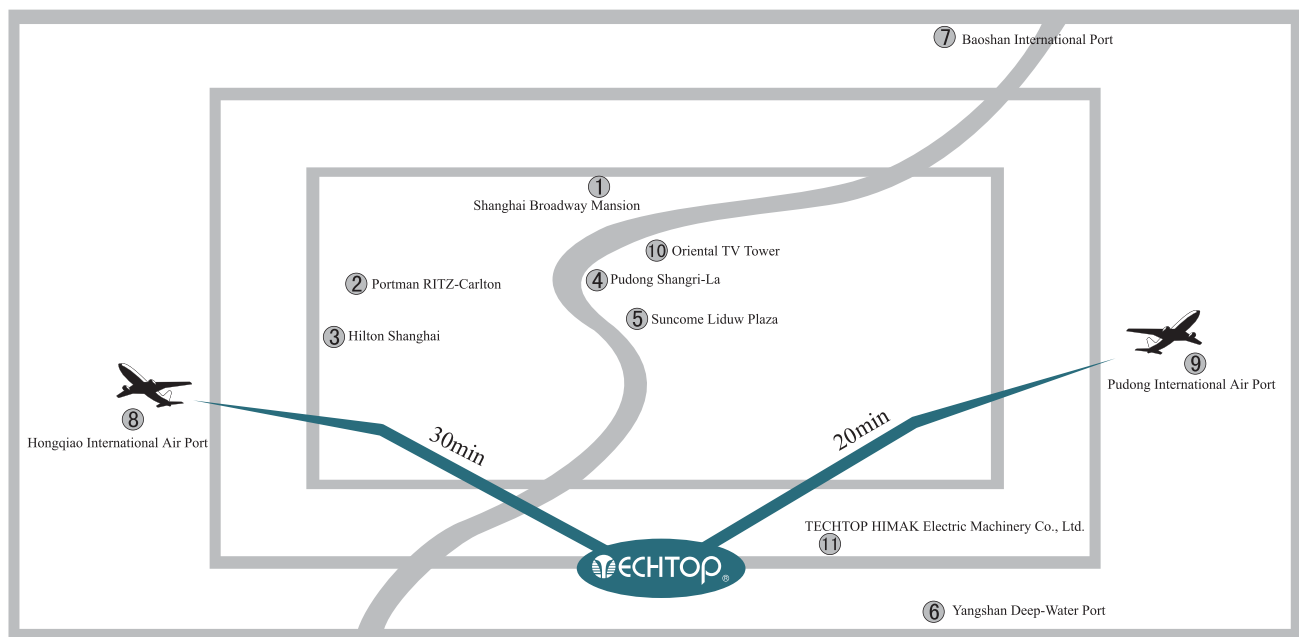 7 Baoshan International Port
1
Shanghai Broadway Mansion
10 Oriental TV Tower
4 Pudong Shangri-La
2 Portman RITZ-Carlton
5 Suncome Liduw Plaza
3 Hilton Shanghai
9
Pudong International Air Port
8
Hongqiao International Air Port
30min
20min
TECHTOP HIMAK Electric Machinery Co., Ltd.
11
TECHTOP®
6 Yangshan Deep-Water Port